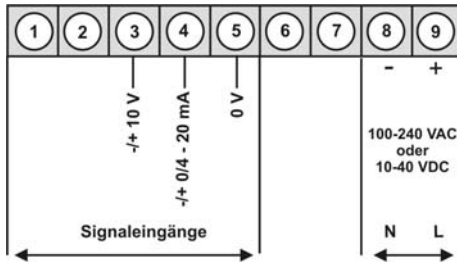 1 2 3 4 5 6 7 8 9
- +
-/+ 10 V
-/+ 0/4 - 20 mA
0 V
100-240 VAC
oder
10-40 VDC
Signaleingänge
N L